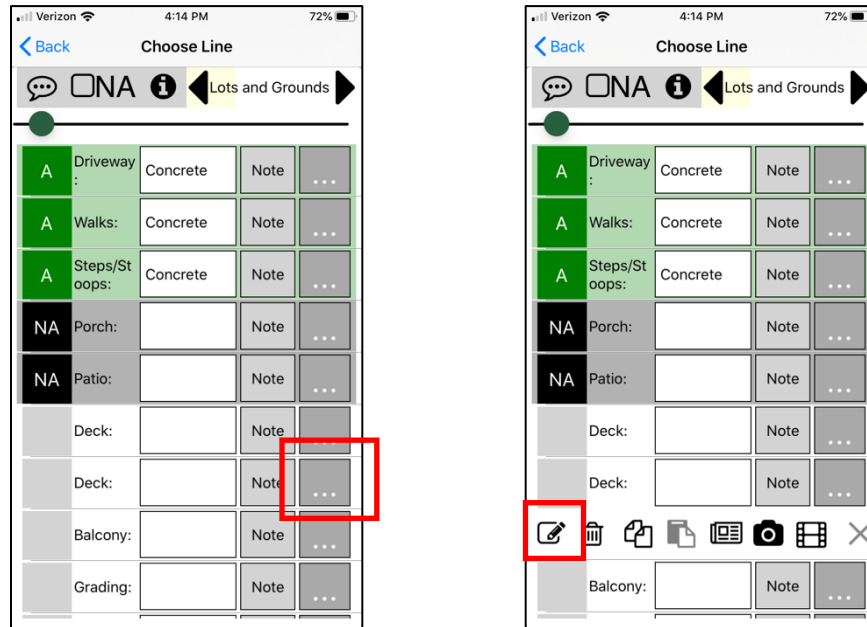 Verizon 4:14 PM 72%
Back Choose Line
NA Lots and Grounds
A Driveway
: Concrete Note ...
A Walks: Concrete Note ...
A Steps/St
oops: Concrete Note ...
NA Porch: Note ...
NA Patio: Note ...
Deck: Note ...
Deck: Note ...
Balcony: Note ...
Grading: Note ...
Verizon 4:14 PM 72%
Back Choose Line
NA Lots and Grounds
A Driveway
: Concrete Note ...
A Walks: Concrete Note ...
A Steps/St
oops: Concrete Note ...
NA Porch: Note ...
NA Patio: Note ...
Deck: Note ...
Deck: Note ...
Balcony: Note ...